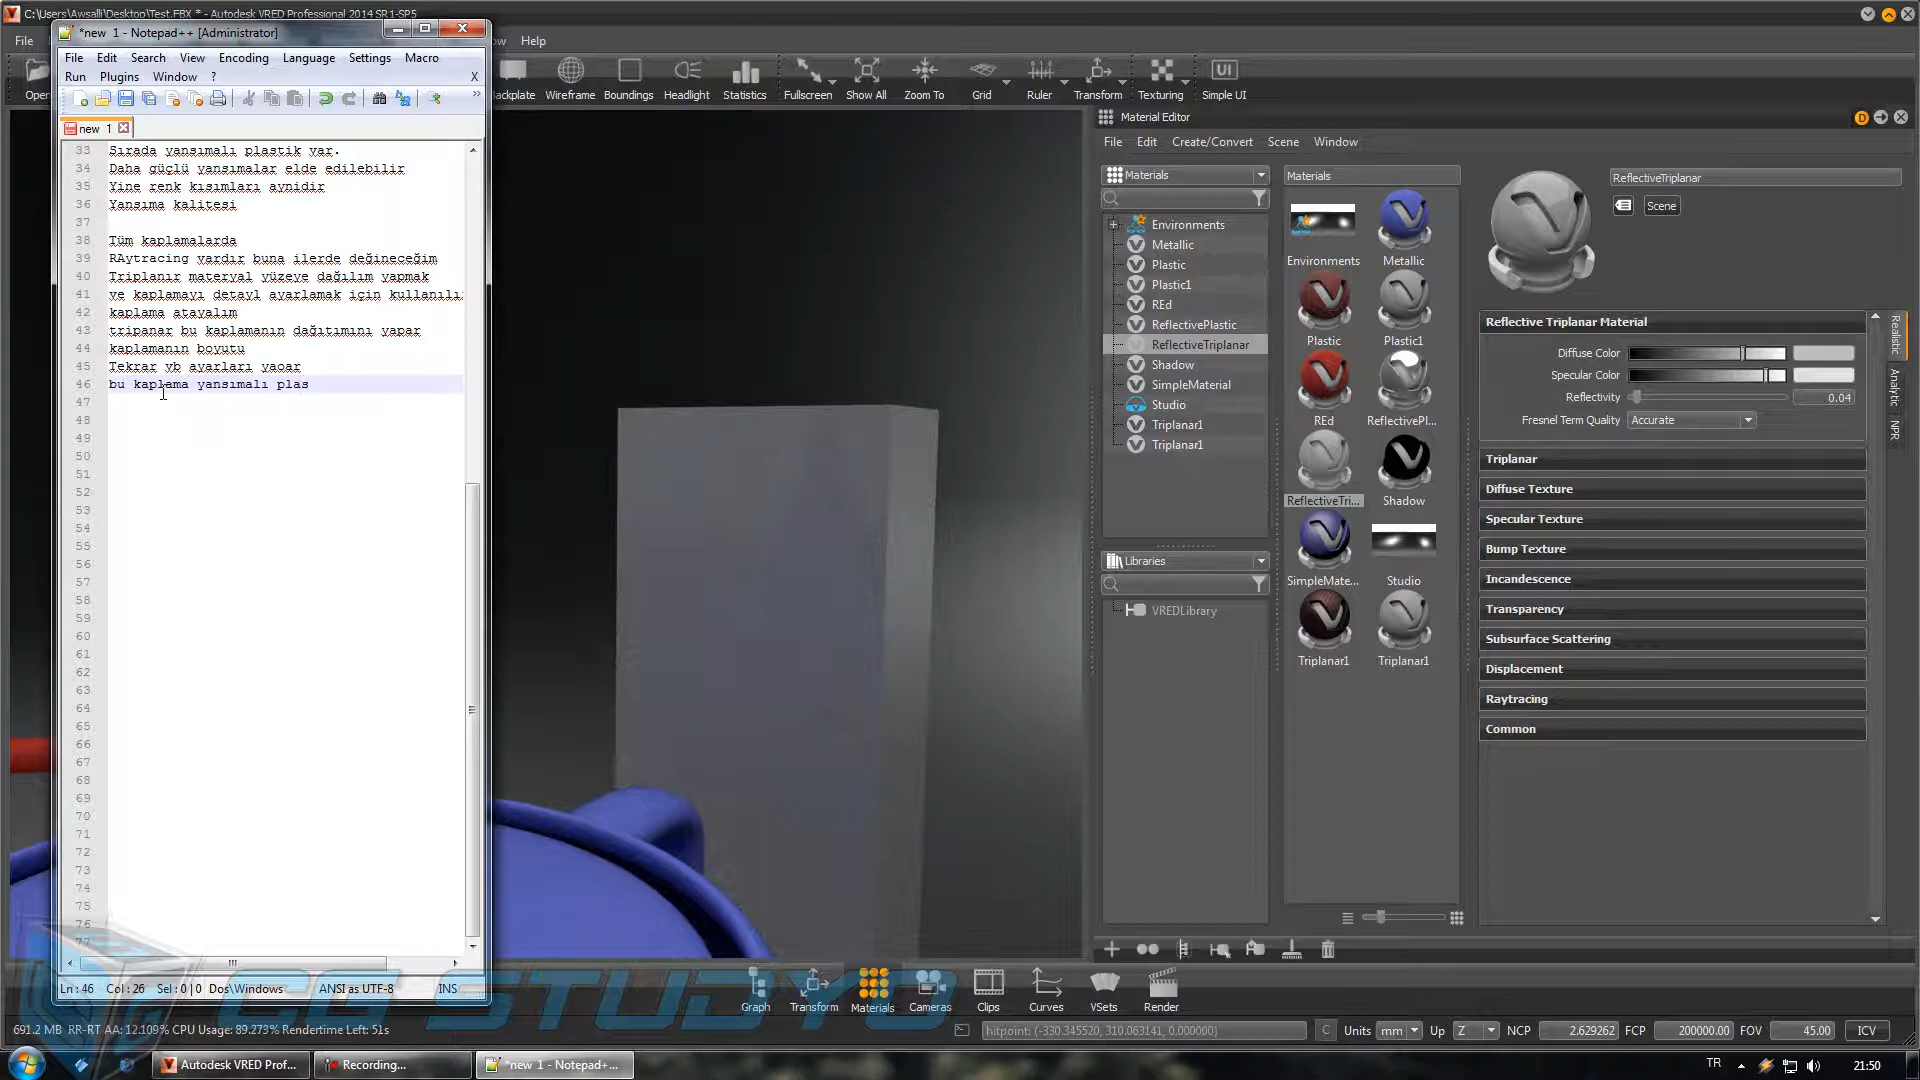 C:\Users\Awsalli\Desktop\Test.FBX * - Autodesk VRED Professional 2014 SR1-SP5
*new 1 - Notepad++ [Administrator]
File
Help
File Edit Search View Encoding Language Settings Macro
Run Plugins Window ? X
Wireframe Boundings Headlight Statistics Fullscreen Show All Zoom To Grid Ruler Transform Texturing Simple UI
UI
new 1
33 Sırada yansımalı plastik var.
34 Daha güçlü yansımalar elde edilebilir
35 Yine renk kısımları aynidir
36 Yansıma kalitesi
37
38 Tüm kaplamalarda
39 RAytracing vardır buna ilerde değineceğim
40 Triplanır materyal yüzeye dağılım yapmak
41 ve kaplamayı detayl ayarlamak için kullanılı
42 kaplama atayalım
43 tripanar bu kaplamanın dağıtımını yapar
44 kaplamanın boyutu
45 Tekrar vb ayarları yaoar
46 bu kaplama yansımalı plas
47
48
49
50
51
52
53
54
55
56
57
58
59
60
61
62
63
64
65
66
67
68
69
70
71
72
73
74
75
76
Ln : 46 Col : 26 Sel : 0 | 0 Dos\Windows ANSI as UTF-8 INS
Material Editor
File Edit Create/Convert Scene Window
Materials
Environments
Metallic
Plastic
Plastic1
REd
ReflectivePlastic
ReflectiveTriplanar
Shadow
SimpleMaterial
Studio
Triplanar1
Triplanar1
Libraries
VREDLibrary
Materials
Environments Metallic
Plastic Plastic1
REd ReflectivePl...
ReflectiveTri... Shadow
SimpleMate... Studio
Triplanar1 Triplanar1
ReflectiveTriplanar
Scene
Reflective Triplanar Material
Diffuse Color
Specular Color
Reflectivity 0.04
Fresnel Term Quality Accurate
Triplanar
Diffuse Texture
Specular Texture
Bump Texture
Incandescence
Transparency
Subsurface Scattering
Displacement
Raytracing
Common
Realistic
Analytic
NPR
Graph Transform Materials Cameras Clips Curves VSets Render
CG STUDYO
691.2 MB RR-RT AA: 12.109% CPU Usage: 89.273% Rendertime Left: 51s
hitpoint: (-330.345520, 310.063141, 0.000000) C Units mm Up Z NCP 2.629262 FCP 200000.00 FOV 45.00 ICV
Autodesk VRED Prof... Recording... *new 1 - Notepad+... TR 21:50